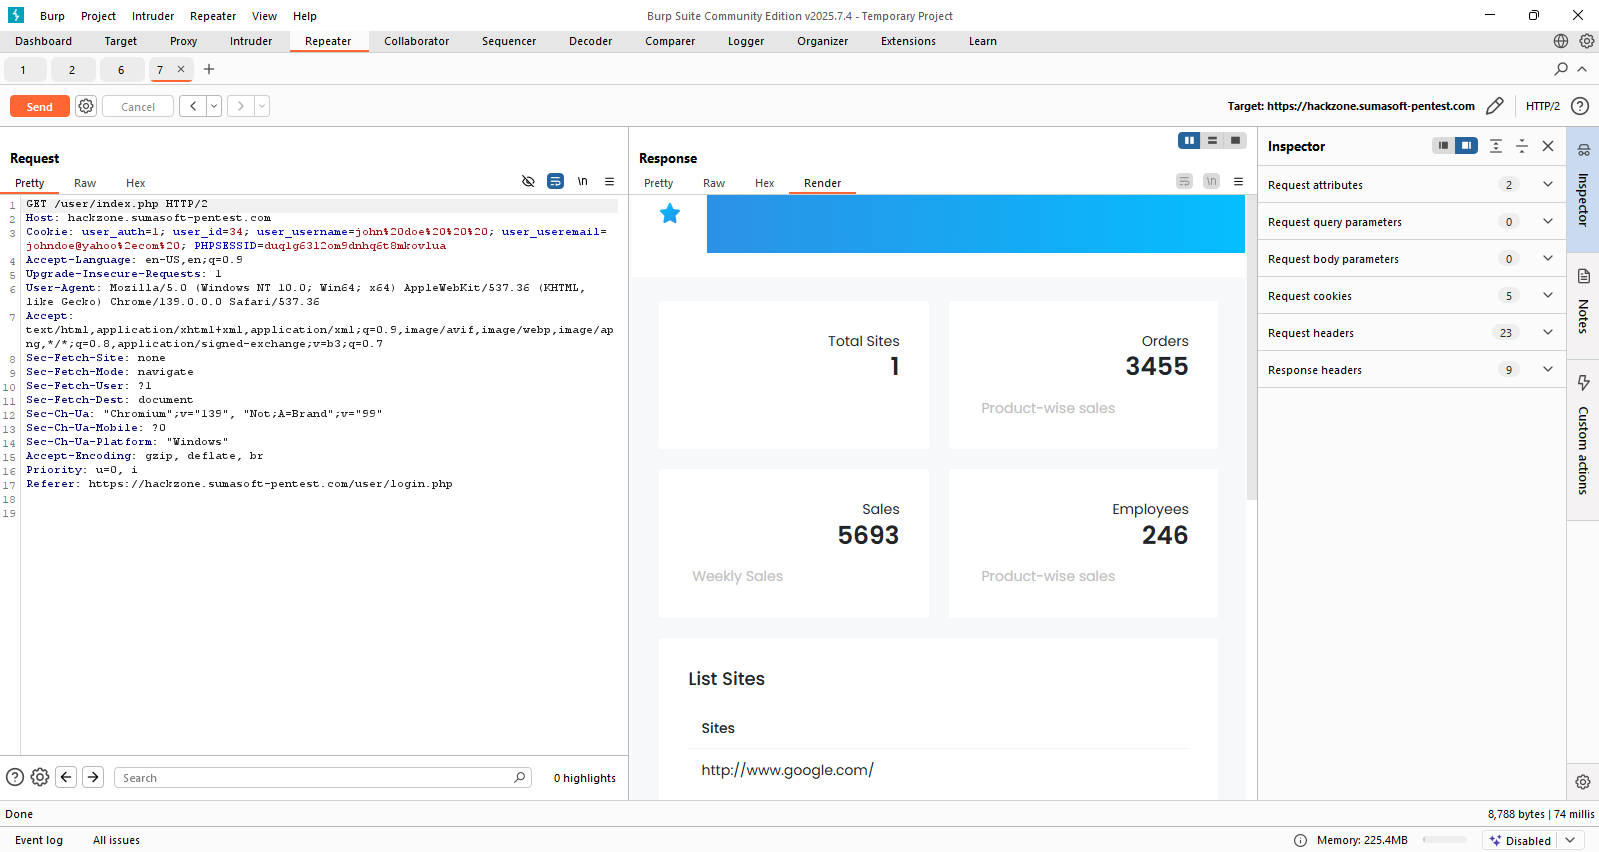 Burp Project Intruder Repeater View Help Burp Suite Community Edition v2025.7.4 - Temporary Project
Dashboard Target Proxy Intruder Repeater Collaborator Sequencer Decoder Comparer Logger Organizer Extensions Learn
1 2 6 7 × +
Send Cancel < > Target: https://hackzone.sumasoft-pentest.com HTTP/2 ?
Request
Pretty Raw Hex \n
1 GET /user/index.php HTTP/2
2 Host: hackzone.sumasoft-pentest.com
3 Cookie: user_auth=1; user_id=34; user_username=john%20doe%20%20%20; user_useremail=
johndoe@yahoo%2ecom%20; PHPSESSID=duqlg63l2om9dnhq6t8mkovlua
4 Accept-Language: en-US,en;q=0.9
5 Upgrade-Insecure-Requests: 1
6 User-Agent: Mozilla/5.0 (Windows NT 10.0; Win64; x64) AppleWebKit/537.36 (KHTML,
like Gecko) Chrome/139.0.0.0 Safari/537.36
7 Accept:
text/html,application/xhtml+xml,application/xml;q=0.9,image/avif,image/webp,image/ap
ng,*/*;q=0.8,application/signed-exchange;v=b3;q=0.7
8 Sec-Fetch-Site: none
9 Sec-Fetch-Mode: navigate
10 Sec-Fetch-User: ?1
11 Sec-Fetch-Dest: document
12 Sec-Ch-Ua: "Chromium";v="139", "Not;A=Brand";v="99"
13 Sec-Ch-Ua-Mobile: ?0
14 Sec-Ch-Ua-Platform: "Windows"
15 Accept-Encoding: gzip, deflate, br
16 Priority: u=0, i
17 Referer: https://hackzone.sumasoft-pentest.com/user/login.php
18
19
Search 0 highlights
Response
Pretty Raw Hex Render \n
Total Sites
1
Orders
3455
Product-wise sales
Sales
5693
Weekly Sales
Employees
246
Product-wise sales
List Sites
Sites
http://www.google.com/
Inspector
Request attributes 2
Request query parameters 0
Request body parameters 0
Request cookies 5
Request headers 23
Response headers 9
Inspector
Notes
Custom actions
Done 8,788 bytes | 74 millis
Event log All issues Memory: 225.4MB Disabled